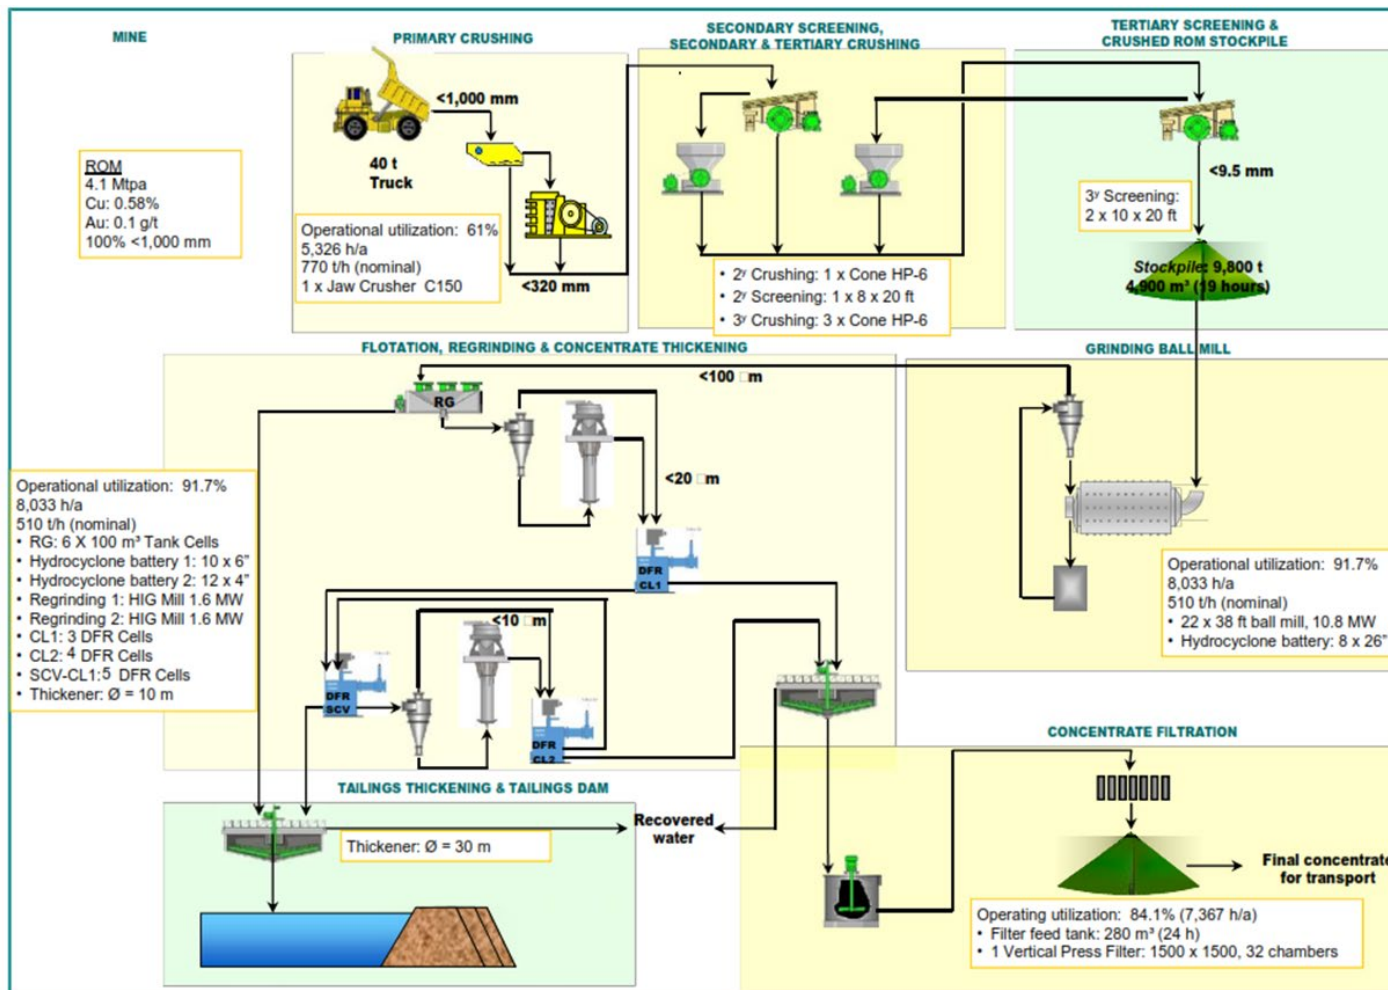 MINE
PRIMARY CRUSHING
SECONDARY SCREENING,
SECONDARY & TERTIARY CRUSHING
TERTIARY SCREENING &
CRUSHED ROM STOCKPILE
ROM
4.1 Mtpa
Cu: 0.58%
Au: 0.1 g/t
100% <1,000 mm
<1,000 mm
40 t
Truck
Operational utilization: 61%
5,326 h/a
770 t/h (nominal)
1 x Jaw Crusher C150
<320 mm
• 2ʸ Crushing: 1 x Cone HP-6
• 2ʸ Screening: 1 x 8 x 20 ft
• 3ʸ Crushing: 3 x Cone HP-6
<9.5 mm
3ʸ Screening:
2 x 10 x 20 ft
Stockpile: 9,800 t
4,900 m³ (19 hours)
FLOTATION, REGRINDING & CONCENTRATE THICKENING
GRINDING BALL MILL
<100 □m
RG
<20 □m
DFR
CL1
<10 □m
DFR
SCV
DFR
CL2
Operational utilization: 91.7%
8,033 h/a
510 t/h (nominal)
• RG: 6 X 100 m³ Tank Cells
• Hydrocyclone battery 1: 10 x 6”
• Hydrocyclone battery 2: 12 x 4”
• Regrinding 1: HIG Mill 1.6 MW
• Regrinding 2: HIG Mill 1.6 MW
• CL1: 3 DFR Cells
• CL2: 4 DFR Cells
• SCV-CL1: 5 DFR Cells
• Thickener: Ø = 10 m
Operational utilization: 91.7%
8,033 h/a
510 t/h (nominal)
• 22 x 38 ft ball mill, 10.8 MW
• Hydrocyclone battery: 8 x 26”
CONCENTRATE FILTRATION
TAILINGS THICKENING & TAILINGS DAM
Thickener: Ø = 30 m
Recovered
water
Final concentrate
for transport
Operating utilization: 84.1% (7,367 h/a)
• Filter feed tank: 280 m³ (24 h)
• 1 Vertical Press Filter: 1500 x 1500, 32 chambers